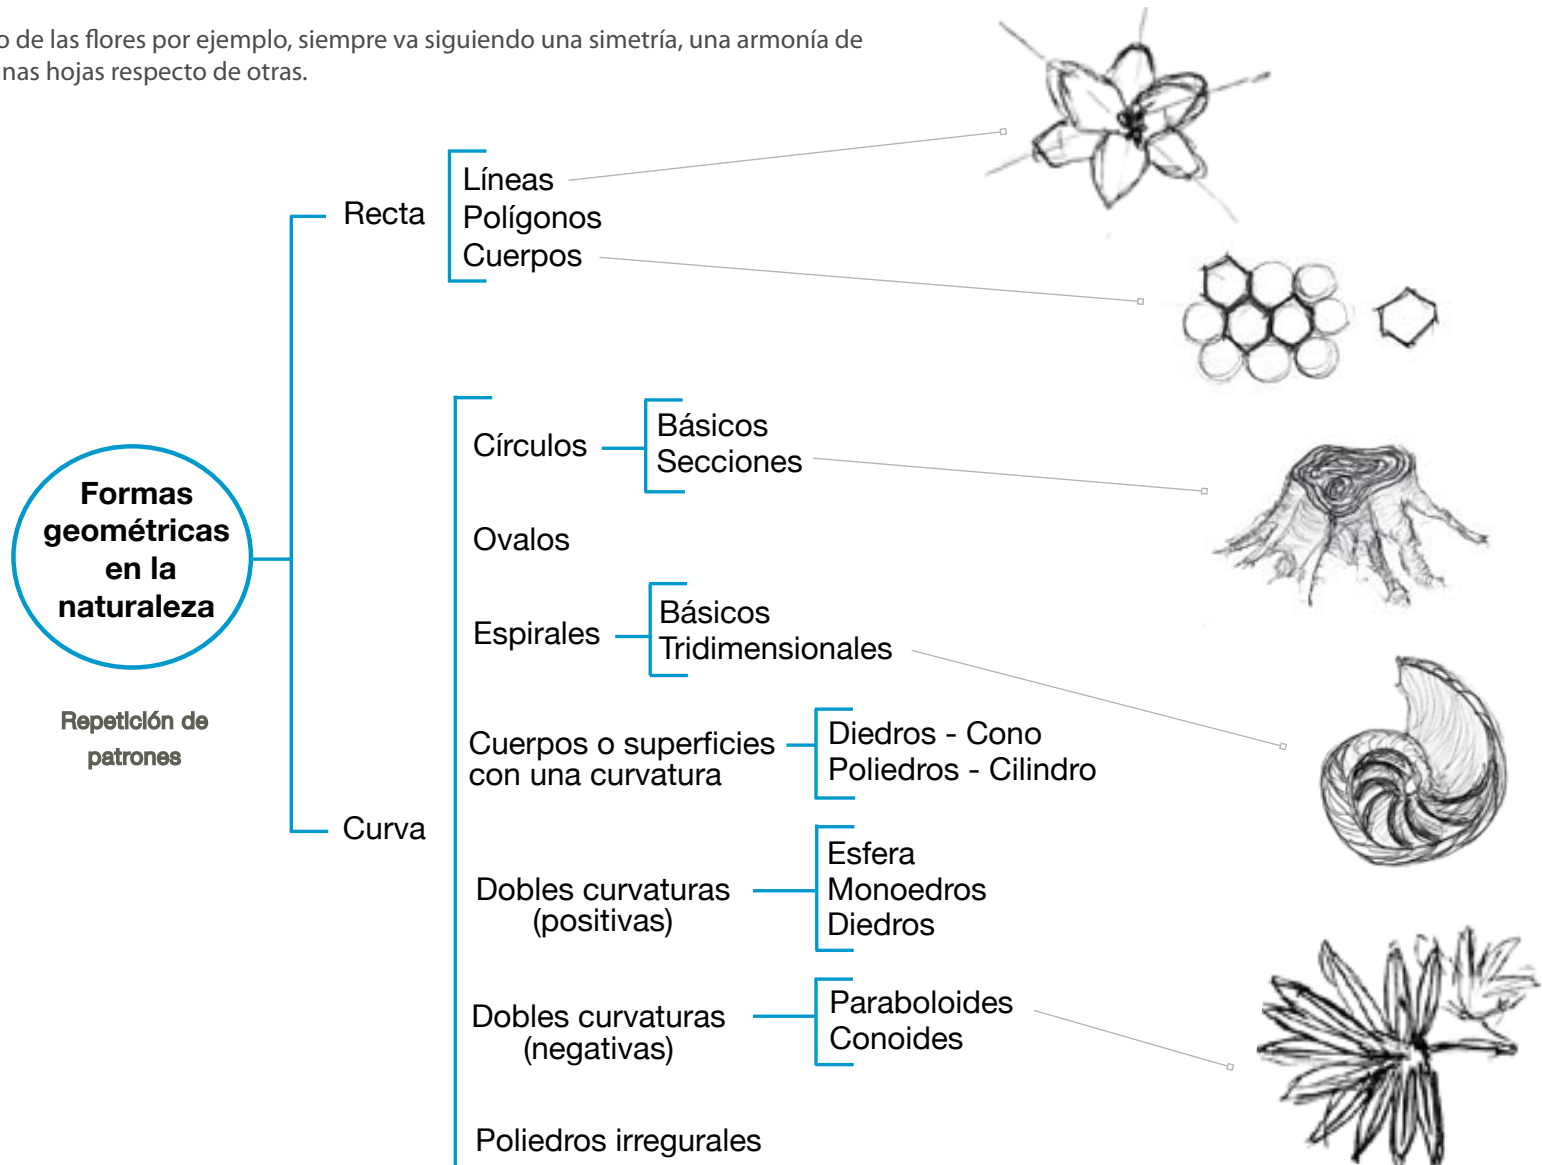 o de las flores por ejemplo, siempre va siguiendo una simetría, una armonía de
unas hojas respecto de otras.
Formas
geométricas
en la
naturaleza
Repetición de
patrones
Recta
Líneas
Polígonos
Cuerpos
Curva
Círculos
Básicos
Secciones
Ovalos
Espirales
Básicos
Tridimensionales
Cuerpos o superficies
con una curvatura
Diedros - Cono
Poliedros - Cilindro
Dobles curvaturas
(positivas)
Esfera
Monoedros
Diedros
Dobles curvaturas
(negativas)
Paraboloides
Conoides
Poliedros irregurales